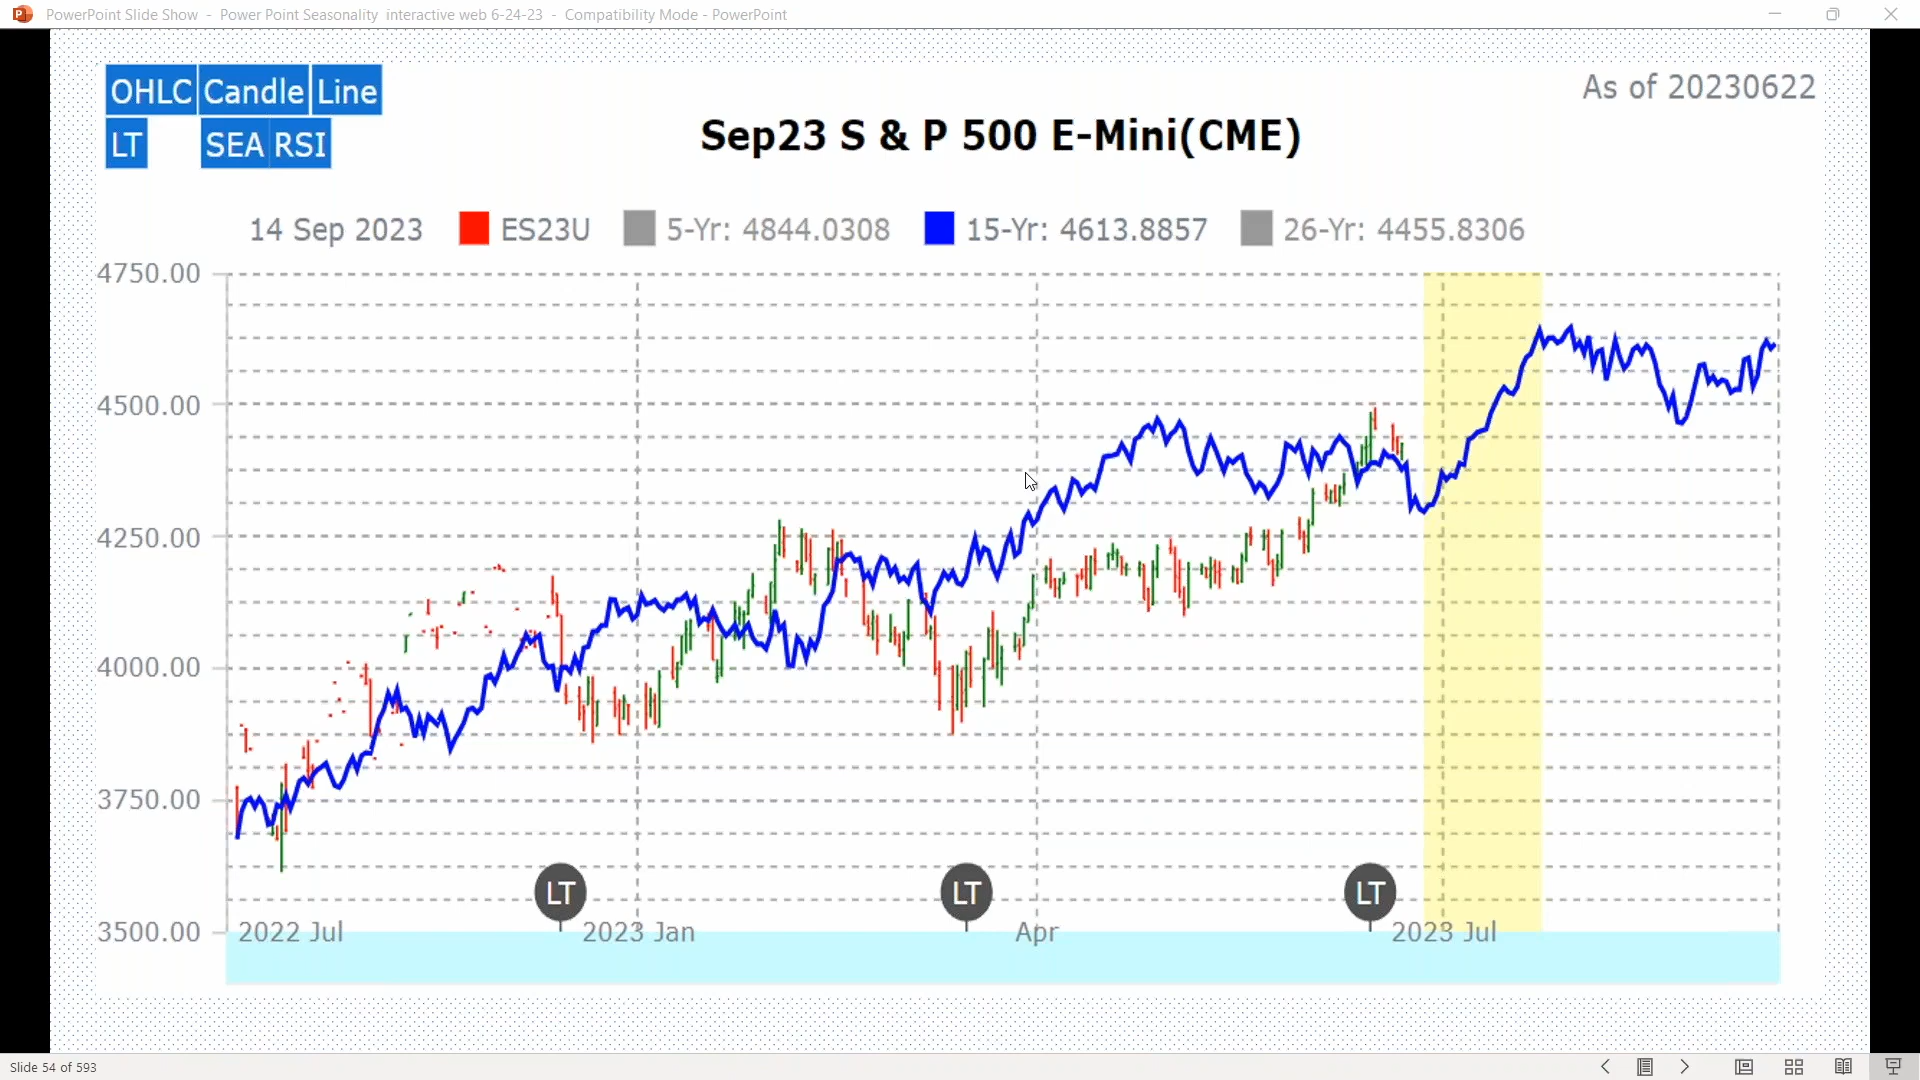 PowerPoint Slide Show - Power Point Seasonality interactive web 6-24-23 - Compatibility Mode - PowerPoint
OHLC Candle Line
As of 20230622
LT SEA RSI
Sep23 S & P 500 E-Mini(CME)
14 Sep 2023 ES23U 5-Yr: 4844.0308 15-Yr: 4613.8857 26-Yr: 4455.8306
4750.00
4500.00
4250.00
4000.00
3750.00
LT LT LT
3500.00
2022 Jul 2023 Jan Apr 2023 Jul
Slide 54 of 593